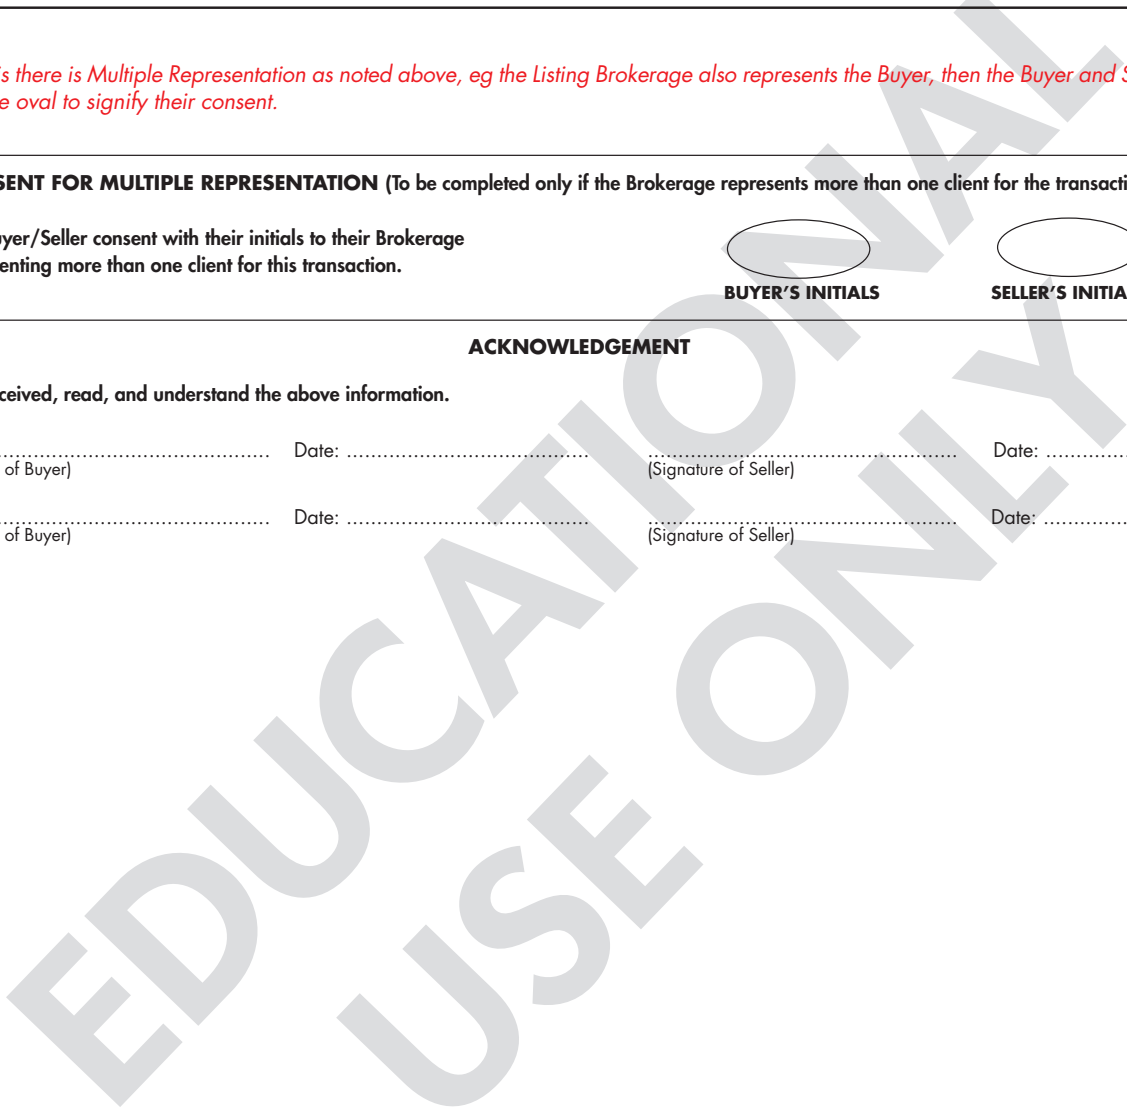 s there is Multiple Representation as noted above, eg the Listing Brokerage also represents the Buyer, then the Buyer and S
e oval to signify their consent.
SENT FOR MULTIPLE REPRESENTATION (To be completed only if the Brokerage represents more than one client for the transacti
uyer/Seller consent with their initials to their Brokerage
enting more than one client for this transaction.
BUYER'S INITIALS SELLER'S INITIA
ACKNOWLEDGEMENT
ceived, read, and understand the above information.
.............................................. Date: ......................................... .................................................... Date: ..............
of Buyer) (Signature of Seller)
.............................................. Date: ......................................... .................................................... Date: ..............
of Buyer) (Signature of Seller)
EDUCATIONAL
USE ONLY